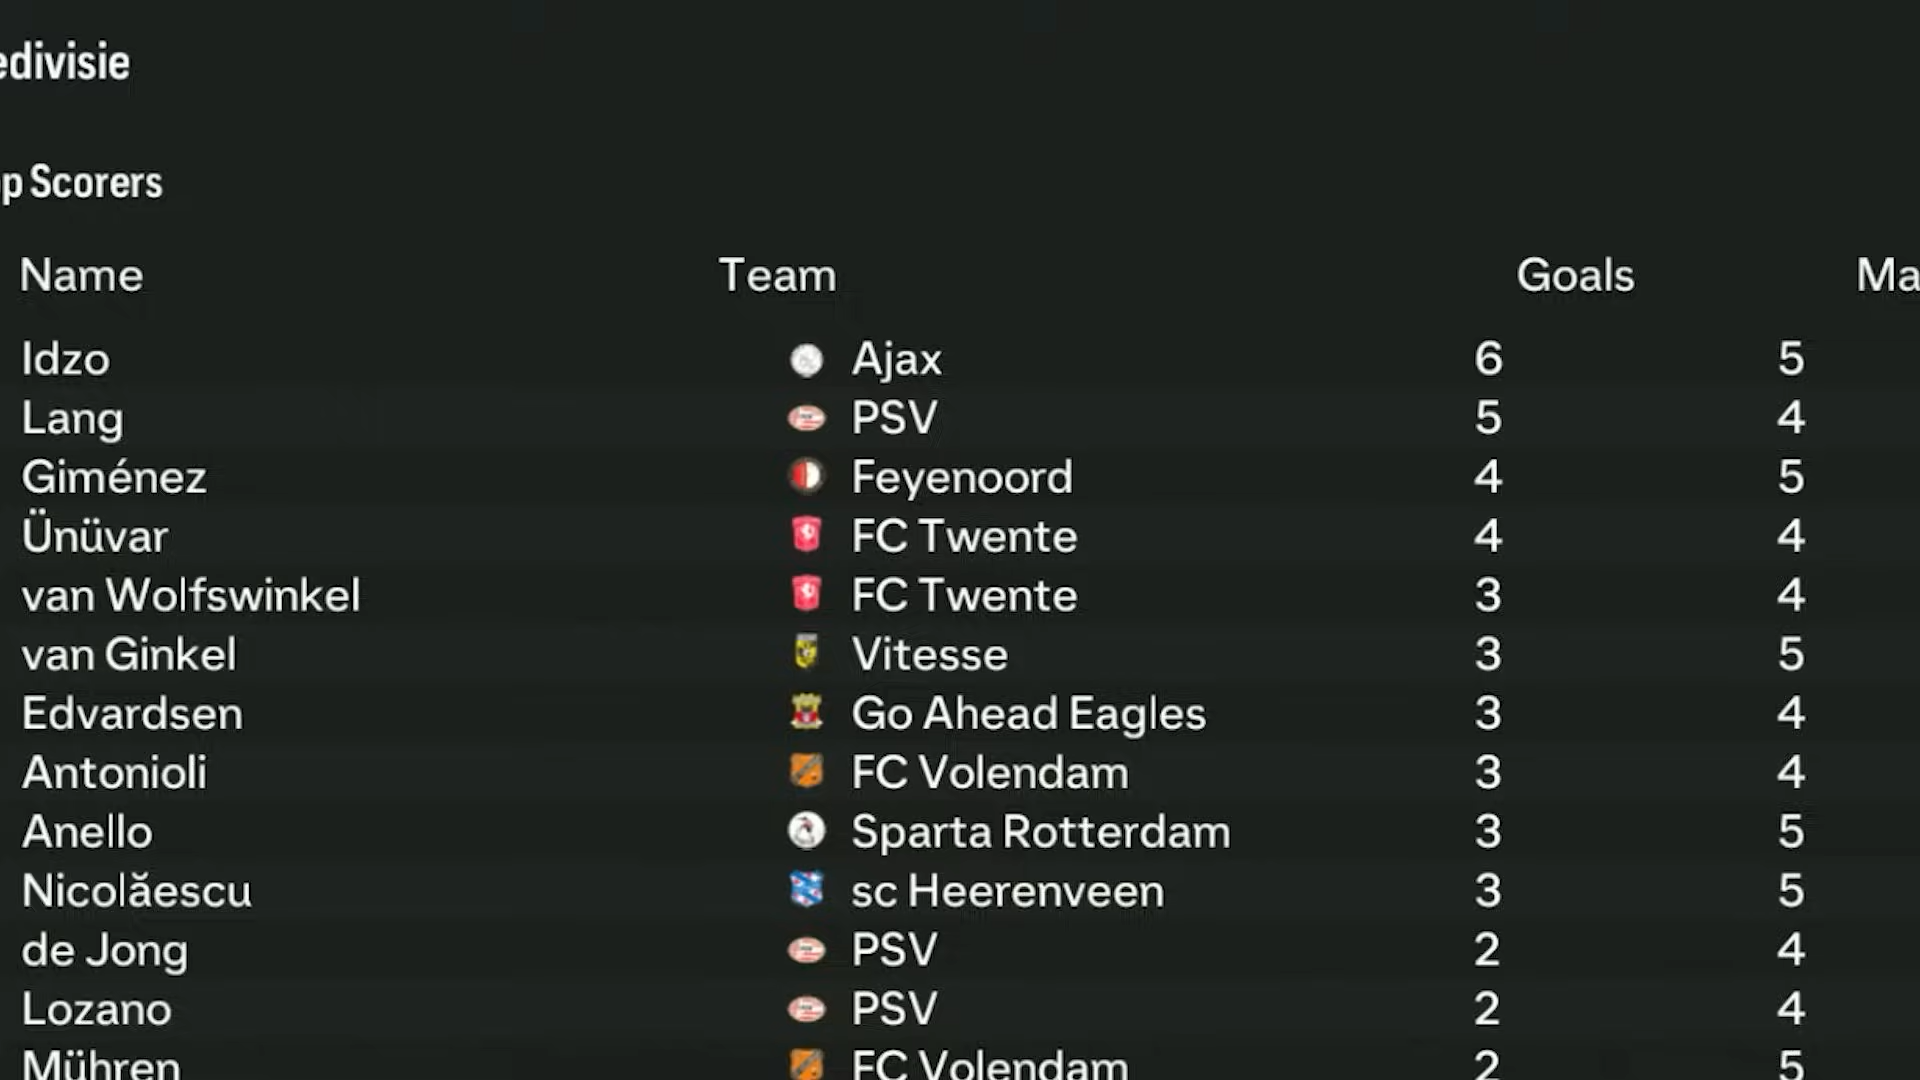 edivisie
p Scorers
Name Team Goals Ma
Idzo Ajax 6 5
Lang PSV 5 4
Giménez Feyenoord 4 5
Ünüvar FC Twente 4 4
van Wolfswinkel FC Twente 3 4
van Ginkel Vitesse 3 5
Edvardsen Go Ahead Eagles 3 4
Antonioli FC Volendam 3 4
Anello Sparta Rotterdam 3 5
Nicolăescu sc Heerenveen 3 5
de Jong PSV 2 4
Lozano PSV 2 4
Mühren FC Volendam 2 5